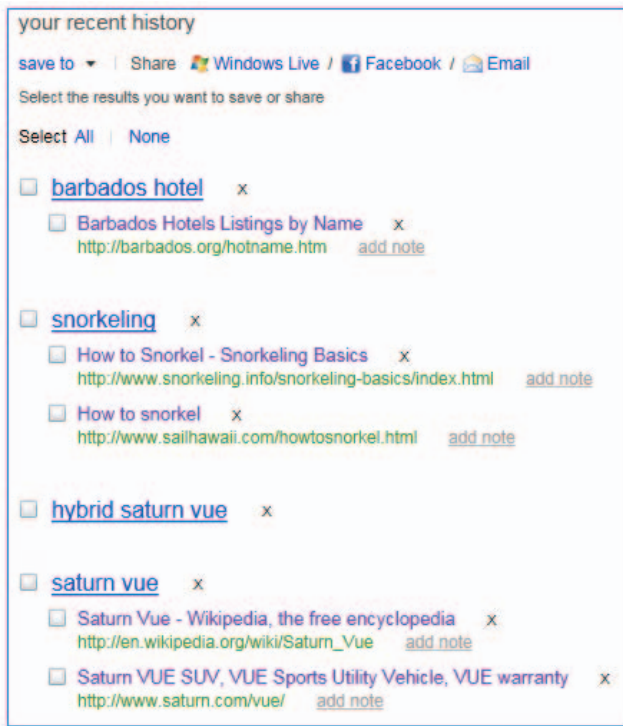 your recent history
save to | Share Windows Live / Facebook / Email
Select the results you want to save or share
Select All | None
barbados hotel x
Barbados Hotels Listings by Name x
http://barbados.org/hotname.htm add note
snorkeling x
How to Snorkel - Snorkeling Basics x
http://www.snorkeling.info/snorkeling-basics/index.html add note
How to snorkel x
http://www.sailhawaii.com/howtosnorkel.html add note
hybrid saturn vue x
saturn vue x
Saturn Vue - Wikipedia, the free encyclopedia x
http://en.wikipedia.org/wiki/Saturn_Vue add note
Saturn VUE SUV, VUE Sports Utility Vehicle, VUE warranty x
http://www.saturn.com/vue/ add note